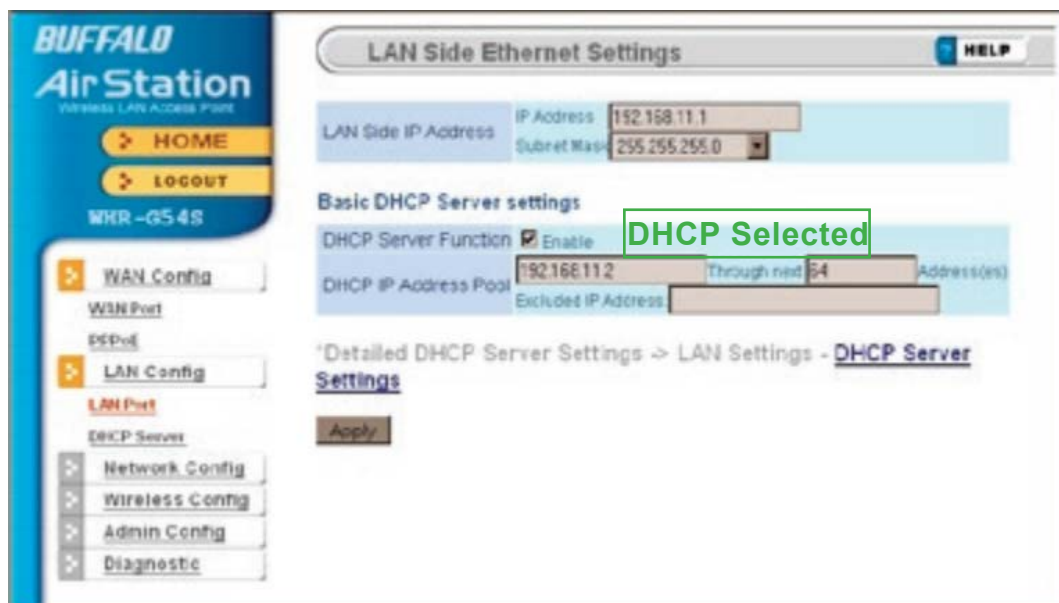 BUFFALO
AirStation
Wireless LAN Access Point
HOME
LOGOUT
WHR-G54S
WAN Config
WAN Port
PPPoE
LAN Config
LAN Port
DHCP Server
Network Config
Wireless Config
Admin Config
Diagnostic
LAN Side Ethernet Settings
? HELP
LAN Side IP Address
IP Address 192.168.11.1
Subnet Mask 255.255.255.0
Basic DHCP Server settings
DHCP Server Function Enable
DHCP Selected
DHCP IP Address Pool
192.168.11.2 Through next 64 Address(es)
Excluded IP Address
*Detailed DHCP Server Settings -> LAN Settings - DHCP Server
Settings
Apply